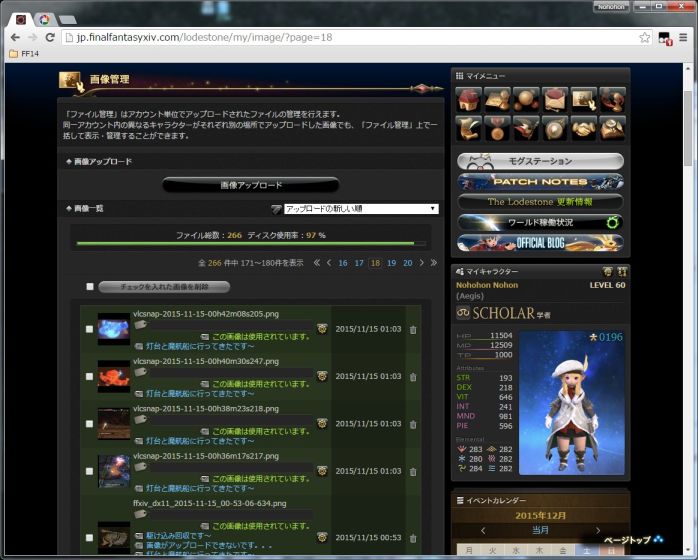 Nohohon
jp.finalfantasyxiv.com/lodestone/my/image/?page=18
FF14
画像管理
「ファイル管理」はアカウント単位でアップロードされたファイルの管理を行えます。
同一アカウント内の異なるキャラクターがそれぞれ別の場所でアップロードした画像でも、「ファイル管理」上で一
括して表示・管理することができます。
画像アップロード
画像アップロード
画像一覧
アップロードの新しい順
ファイル総数：266 ディスク使用率：97 %
全 266 件中 171～180件を表示 16 17 18 19 20
チェックを入れた画像を削除
vlcsnap-2015-11-15-00h42m08s205.png
この画像は使用されています。
2015/11/15 01:03
灯台と魔航船に行ってきたです～
vlcsnap-2015-11-15-00h40m30s247.png
この画像は使用されています。
2015/11/15 01:03
灯台と魔航船に行ってきたです～
vlcsnap-2015-11-15-00h38m23s218.png
この画像は使用されています。
2015/11/15 01:03
灯台と魔航船に行ってきたです～
vlcsnap-2015-11-15-00h36m17s217.png
この画像は使用されています。
2015/11/15 01:03
灯台と魔航船に行ってきたです～
ffxiv_dx11_2015-11-15_00-53-06-634.png
この画像は使用されています。
2015/11/15 00:53
駆け込み回収です～
画像がアップロードできないです。。。
灯台と魔航船に行ってきたです～
マイメニュー
モグステーション
PATCH NOTES
The Lodestone 更新情報
ワールド稼働状況
OFFICIAL BLOG
マイキャラクター
Nohohon Nohon LEVEL 60
(Aegis)
SCHOLAR 学者
HP 11504
MP 12509
TP 1000
Attributes
STR 193
DEX 218
VIT 646
INT 241
MND 981
PIE 596
Elemental
283 282
280 282
284 282
0196
イベントカレンダー
2015年12月
当月
月 火 水 木 金 土 日
ページトップ